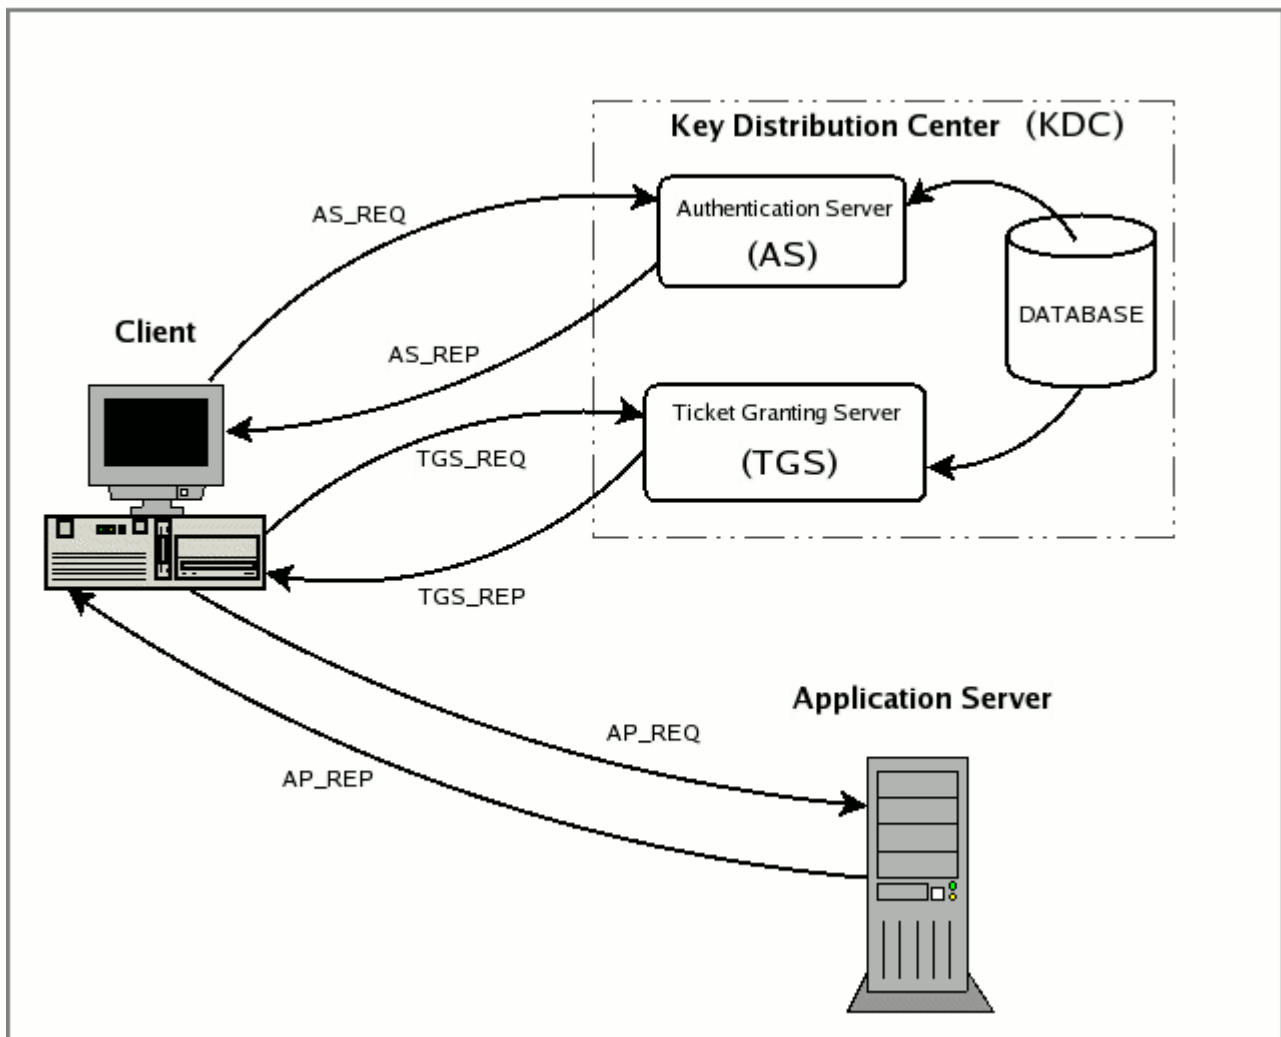 Key Distribution Center (KDC)
AS_REQ
Authentication Server
(AS)
DATABASE
Client
AS_REP
Ticket Granting Server
(TGS)
TGS_REQ
TGS_REP
Application Server
AP_REQ
AP_REP